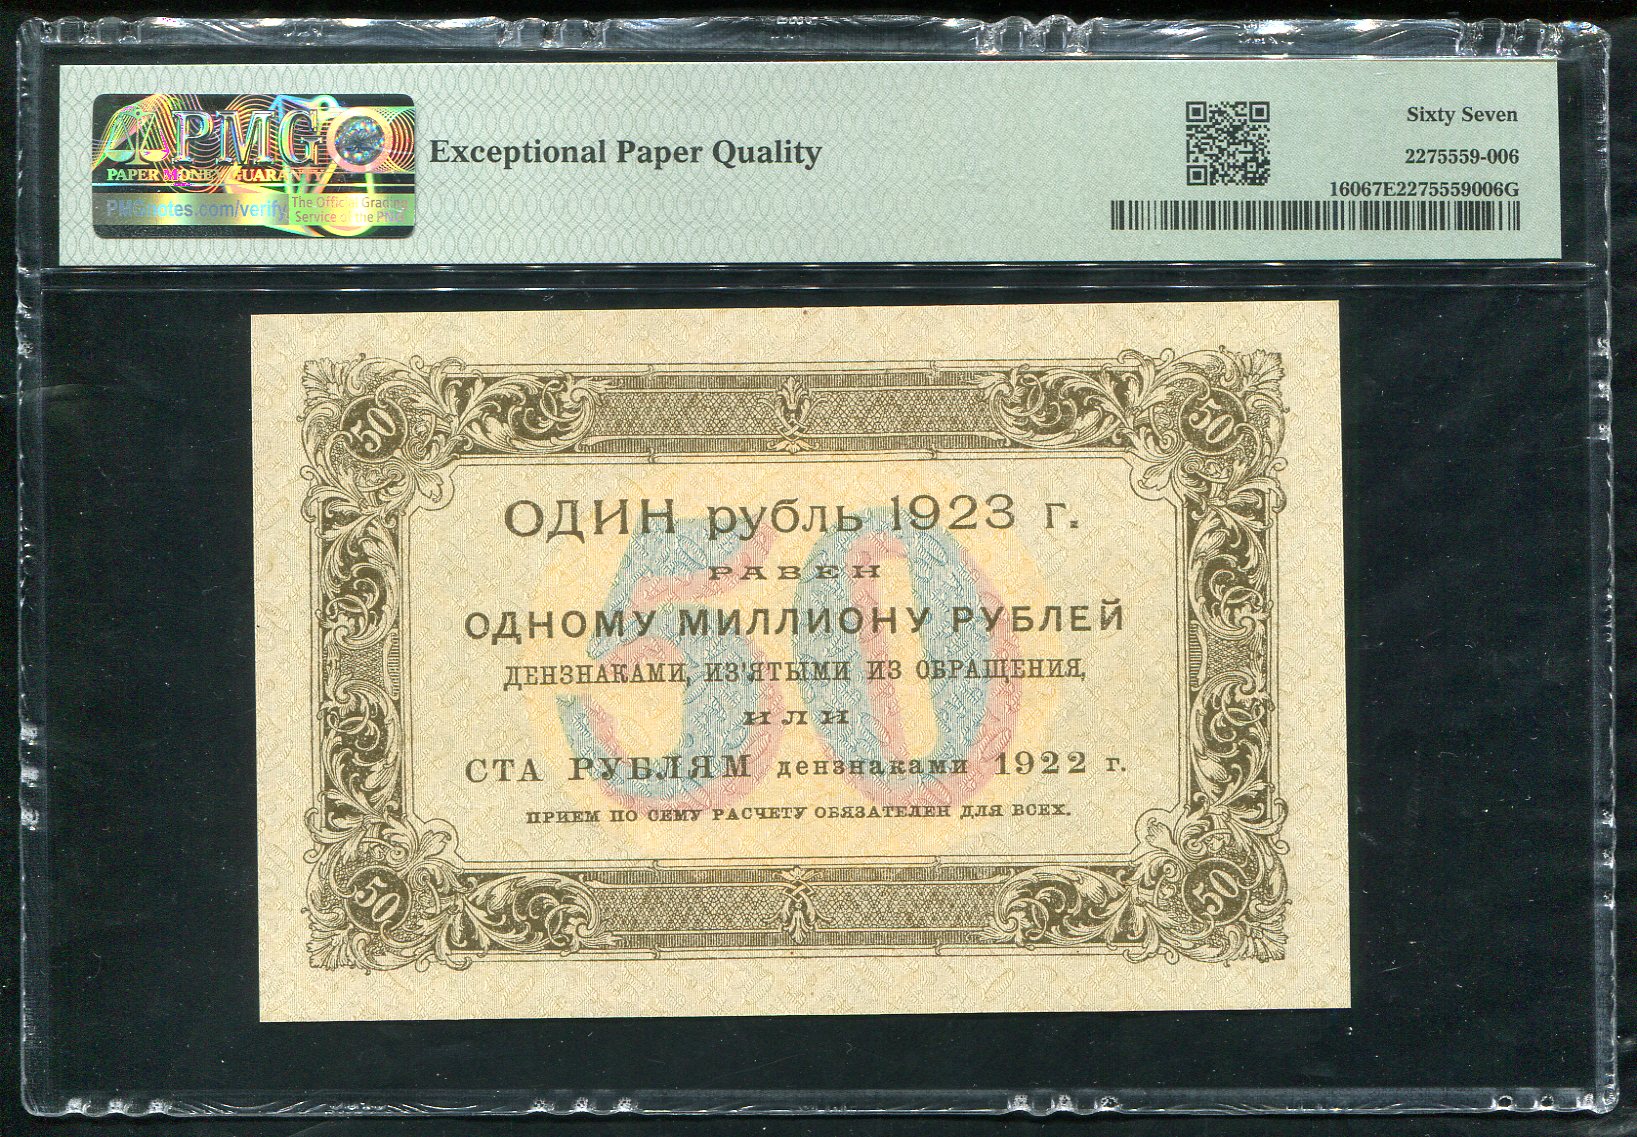 PMG
PAPER MONEY GUARANTY
PMGnotes.com/verify
The Official Grading
Service of the PNG
Exceptional Paper Quality
Sixty Seven
2275559-006
16067E2275559006G
50
50
ОДИН рубль 1923 г.
РАВЕН
ОДНОМУ МИЛЛИОНУ РУБЛЕЙ
ДЕНЗНАКАМИ, ИЗ'ЯТЫМИ ИЗ ОБРАЩЕНИЯ,
ИЛИ
СТА РУБЛЯМ дензнаками 1922 г.
ПРИЕМ ПО СЕМУ РАСЧЕТУ ОБЯЗАТЕЛЕН ДЛЯ ВСЕХ.
50
50
50